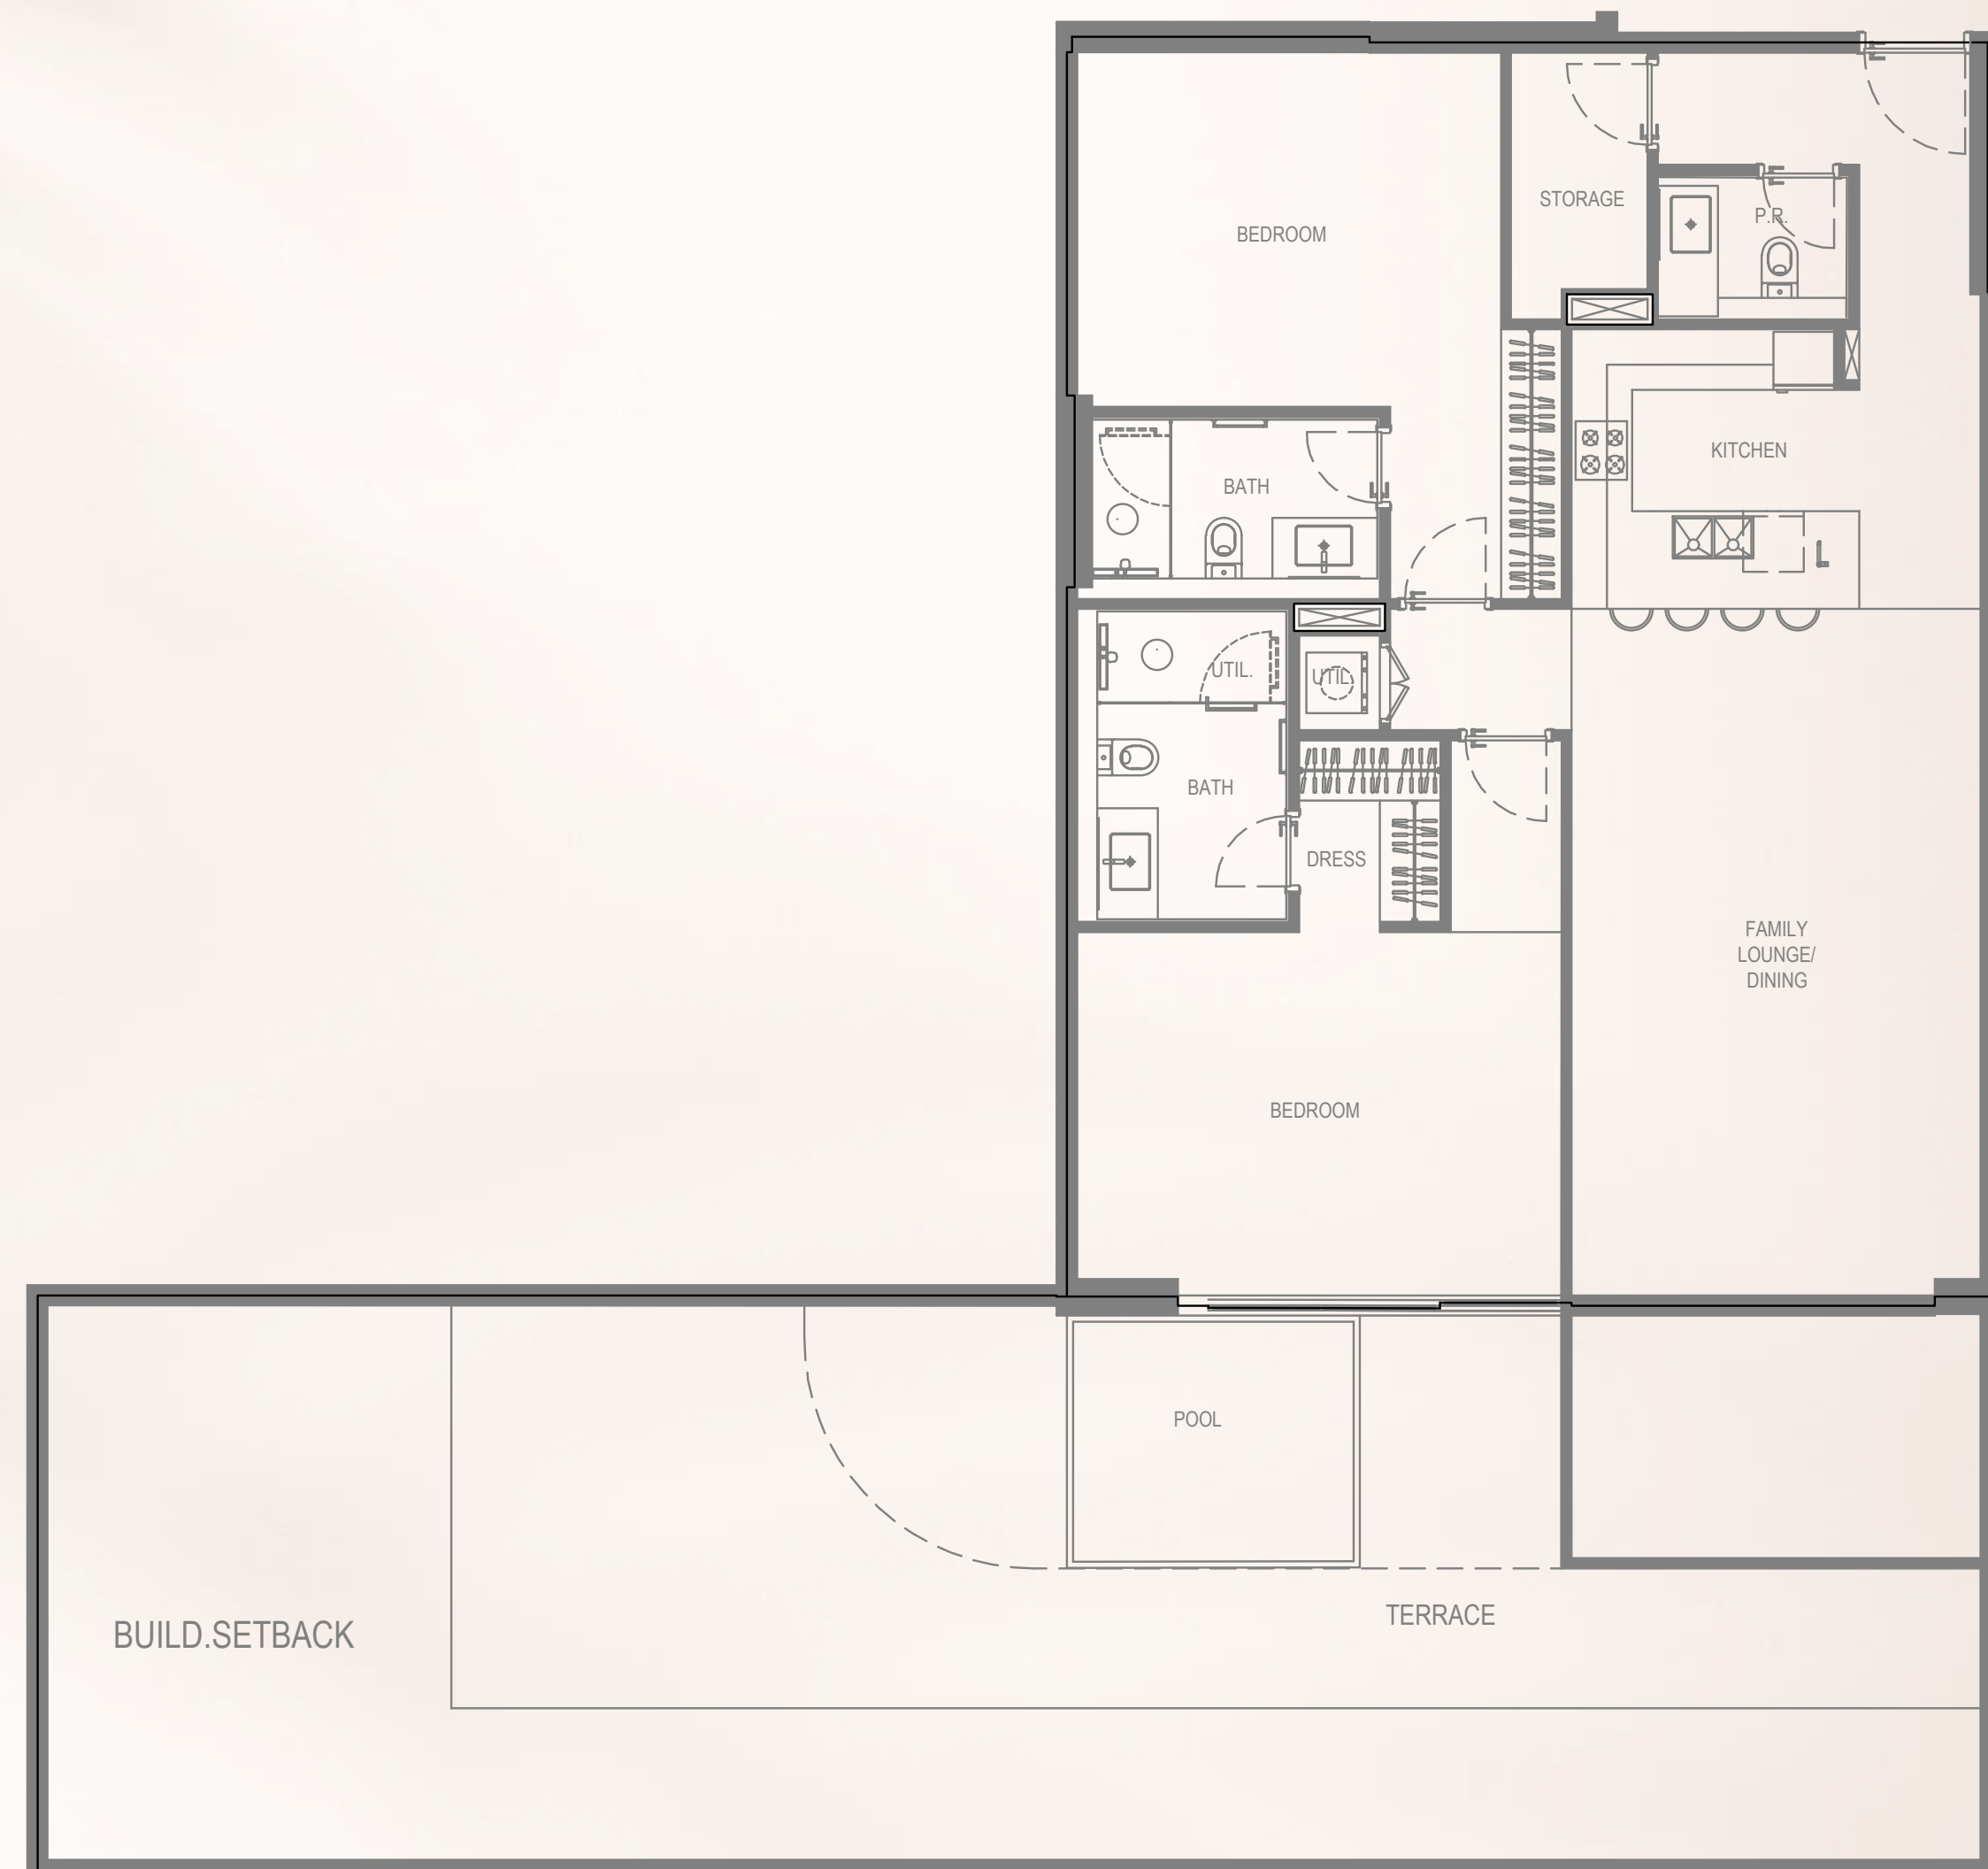 STORAGE
P.R.
BEDROOM
KITCHEN
BATH
UTIL.
UTIL.
BATH
DRESS
FAMILY
LOUNGE/
DINING
BEDROOM
POOL
TERRACE
BUILD.SETBACK